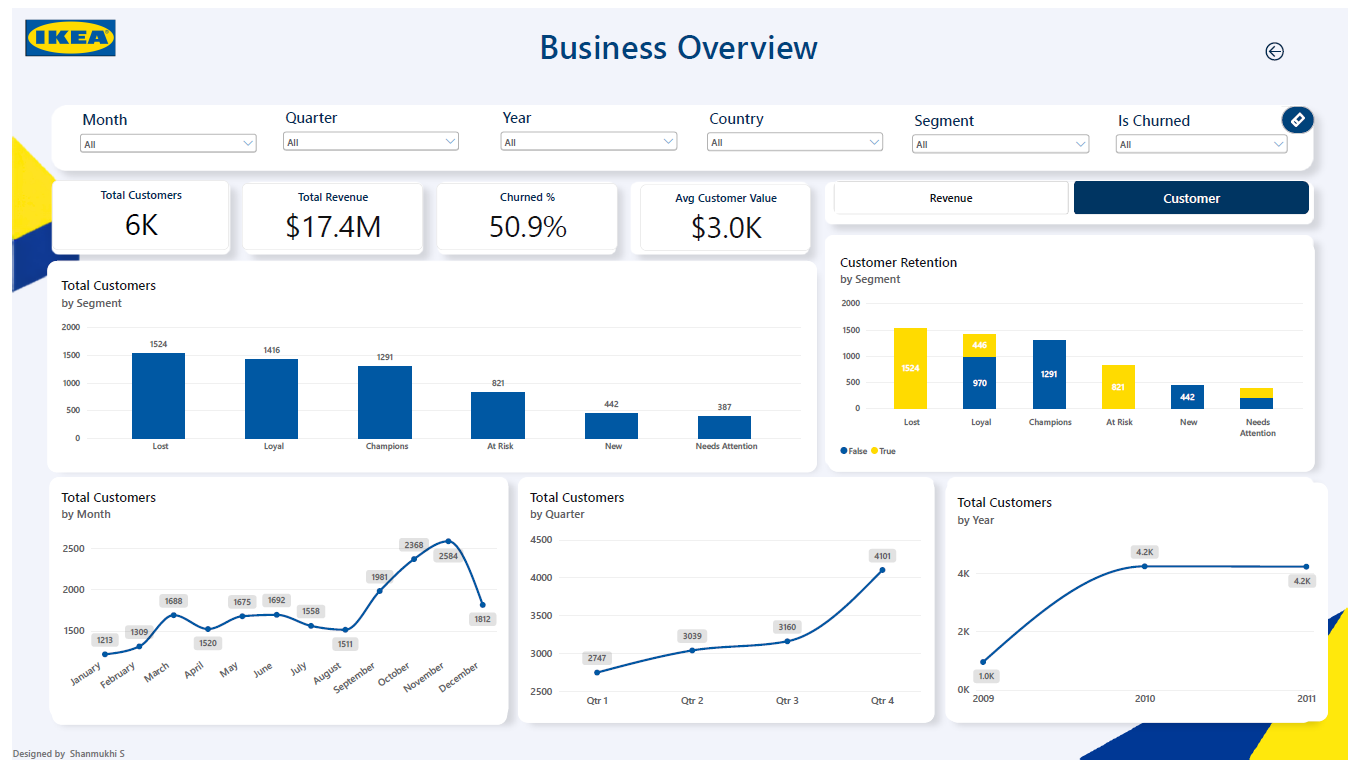 IKEA
Business Overview
Month
Quarter
Year
Country
Segment
Is Churned
All
All
All
All
All
All
Total Customers
6K
Total Revenue
$17.4M
Churned %
50.9%
Avg Customer Value
$3.0K
Revenue
Customer
Total Customers
by Segment
2000
1500
1000
500
0
1524
1416
1291
821
442
387
Lost
Loyal
Champions
At Risk
New
Needs Attention
Customer Retention
by Segment
2000
1500
1000
500
0
1524
446
970
1291
821
442
Lost
Loyal
Champions
At Risk
New
Needs
Attention
False
True
Total Customers
by Month
2500
2000
1500
1213
1309
1688
1520
1675
1692
1558
1511
1981
2368
2584
1812
January
February
March
April
May
June
July
August
September
October
November
December
Total Customers
by Quarter
4500
4000
3500
3000
2500
2747
3039
3160
4101
Qtr 1
Qtr 2
Qtr 3
Qtr 4
Total Customers
by Year
4K
2K
0K
1.0K
4.2K
4.2K
2009
2010
2011
Designed by Shanmukhi S